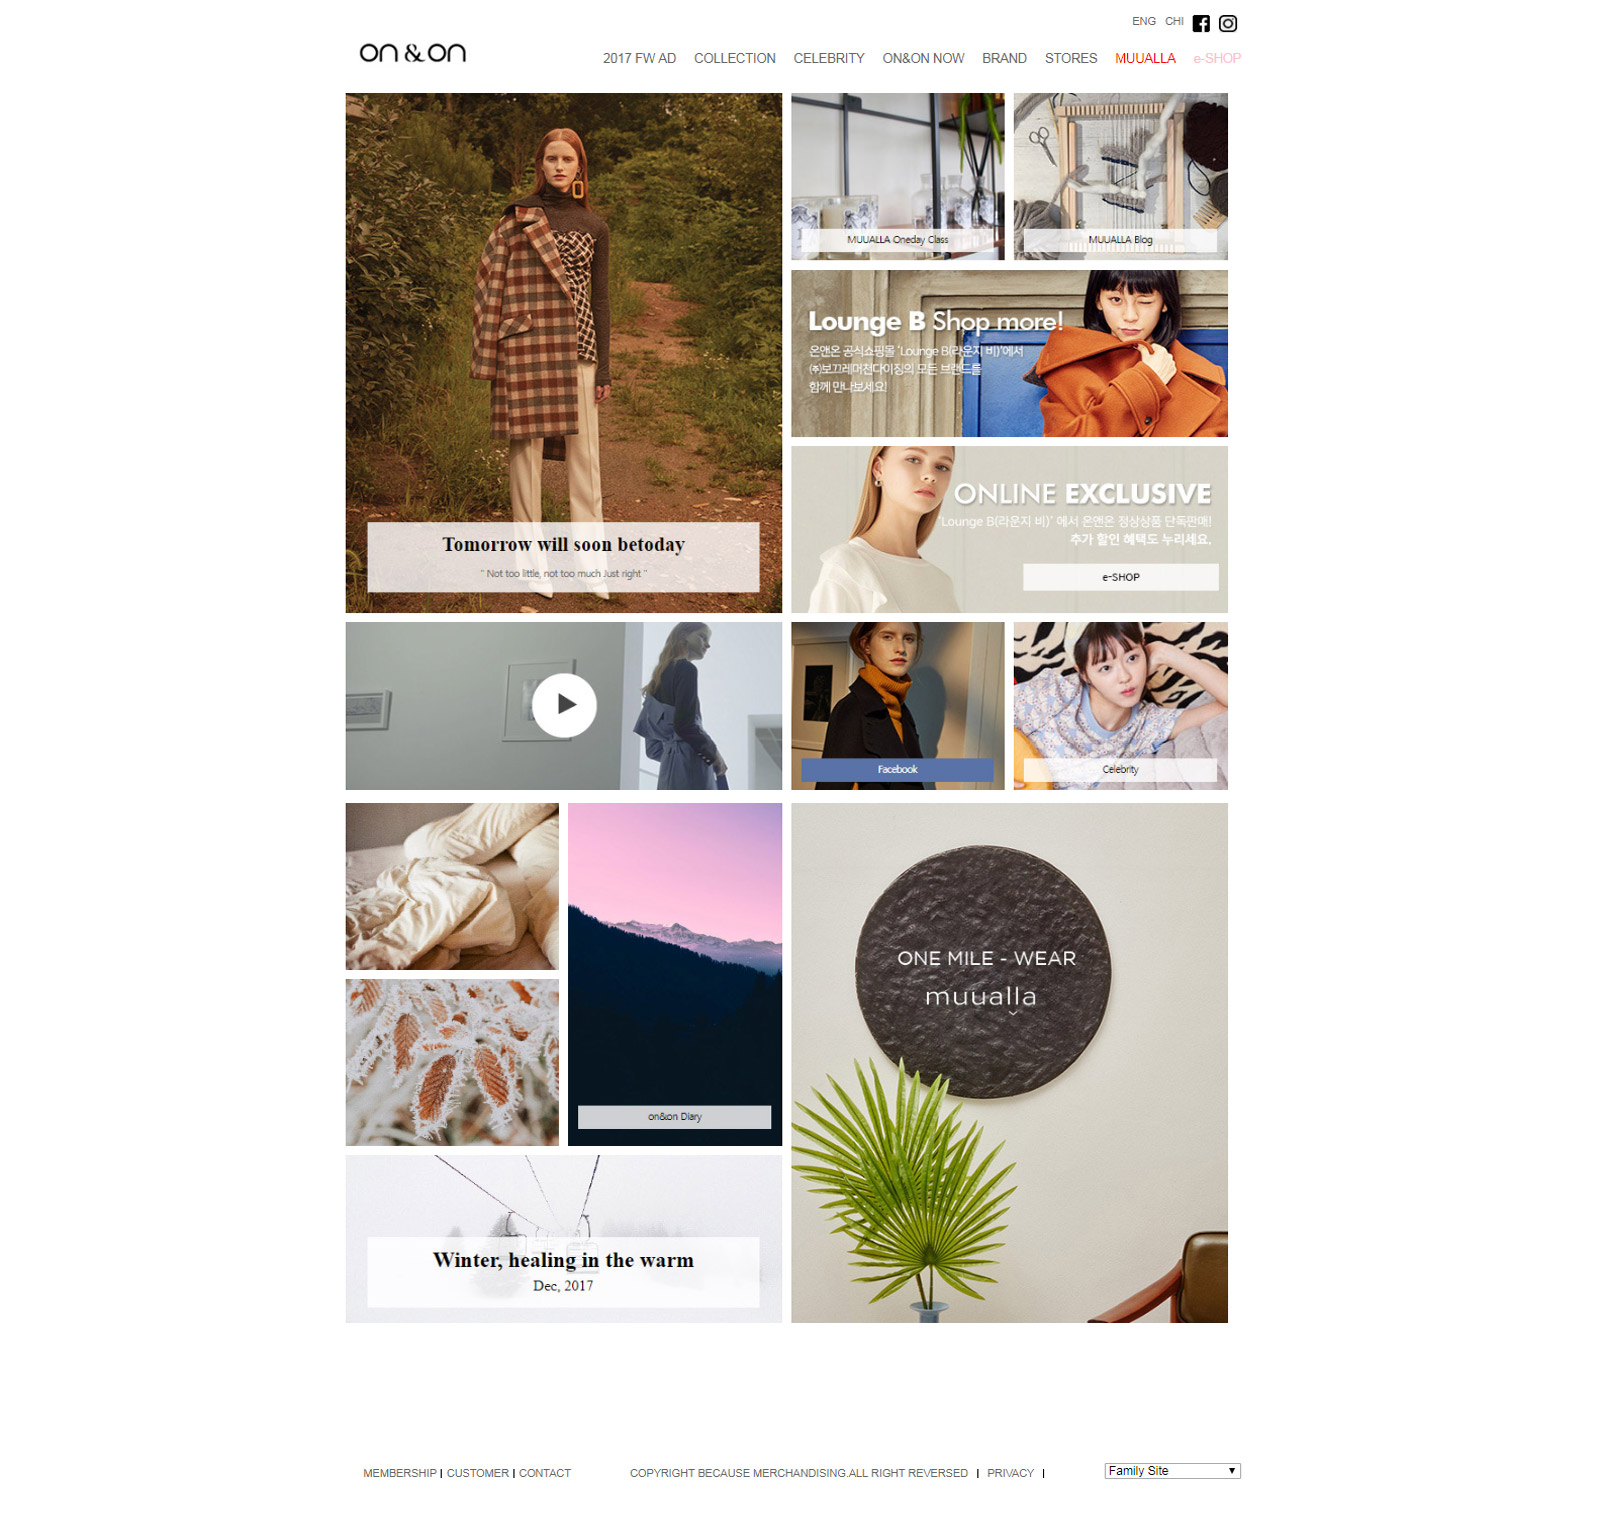 ENG CHI
on & on
2017 FW AD COLLECTION CELEBRITY ON&ON NOW BRAND STORES MUUALLA e-SHOP
MUUALLA Oneday Class
MUUALLA Blog
Lounge B Shop more!
온앤온 공식쇼핑몰 'Lounge B(라운지 비)'에서
㈜보끄레머천다이징의 모든 브랜드를
함께 만나보세요!
Tomorrow will soon betoday
" Not too little, not too much Just right "
ONLINE EXCLUSIVE
'Lounge B(라운지 비)' 에서 온앤온 정상상품 단독판매!
추가 할인 혜택도 누리세요.
e-SHOP
Facebook
Celebrity
on&on Diary
ONE MILE - WEAR
muualla
Winter, healing in the warm
Dec, 2017
MEMBERSHIP | CUSTOMER | CONTACT
COPYRIGHT BECAUSE MERCHANDISING.ALL RIGHT REVERSED | PRIVACY |
Family Site